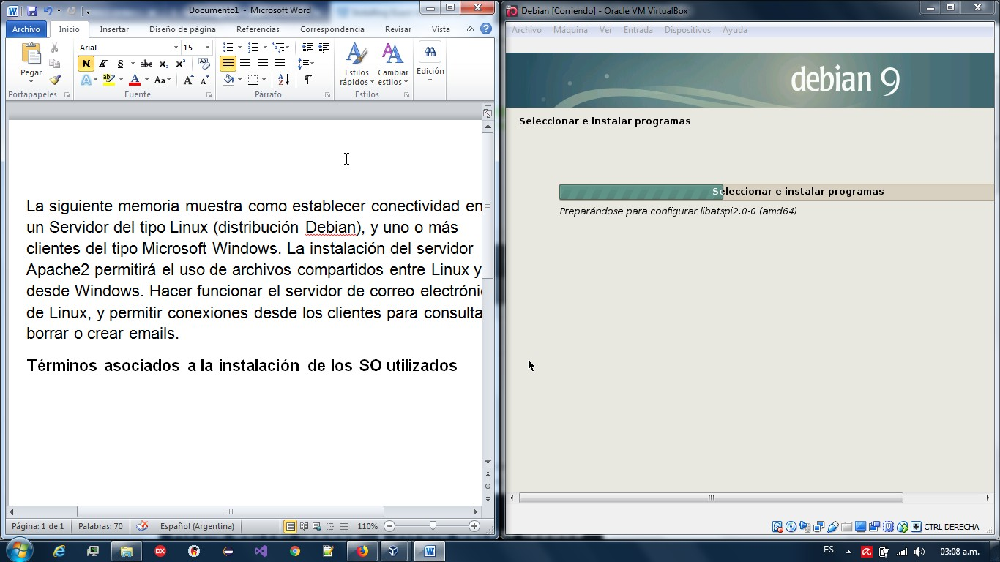 Documento1 - Microsoft Word
Archivo Inicio Insertar Diseño de página Referencias Correspondencia Revisar Vista
Pegar
Arial 15
N K S abc x₂ x²
A Aa A A
Estilos rápidos
Cambiar estilos
Edición
Portapapeles Fuente Párrafo Estilos
La siguiente memoria muestra como establecer conectividad en
un Servidor del tipo Linux (distribución Debian), y uno o más
clientes del tipo Microsoft Windows. La instalación del servidor
Apache2 permitirá el uso de archivos compartidos entre Linux y
desde Windows. Hacer funcionar el servidor de correo electróni
de Linux, y permitir conexiones desde los clientes para consulta
borrar o crear emails.
Términos asociados a la instalación de los SO utilizados
Página: 1 de 1 Palabras: 70 Español (Argentina) 110%
Debian [Corriendo] - Oracle VM VirtualBox
Archivo Máquina Ver Entrada Dispositivos Ayuda
debian 9
Seleccionar e instalar programas
Seleccionar e instalar programas
Preparándose para configurar libatspi2.0-0 (amd64)
CTRL DERECHA
DX
ES 03:08 a.m.